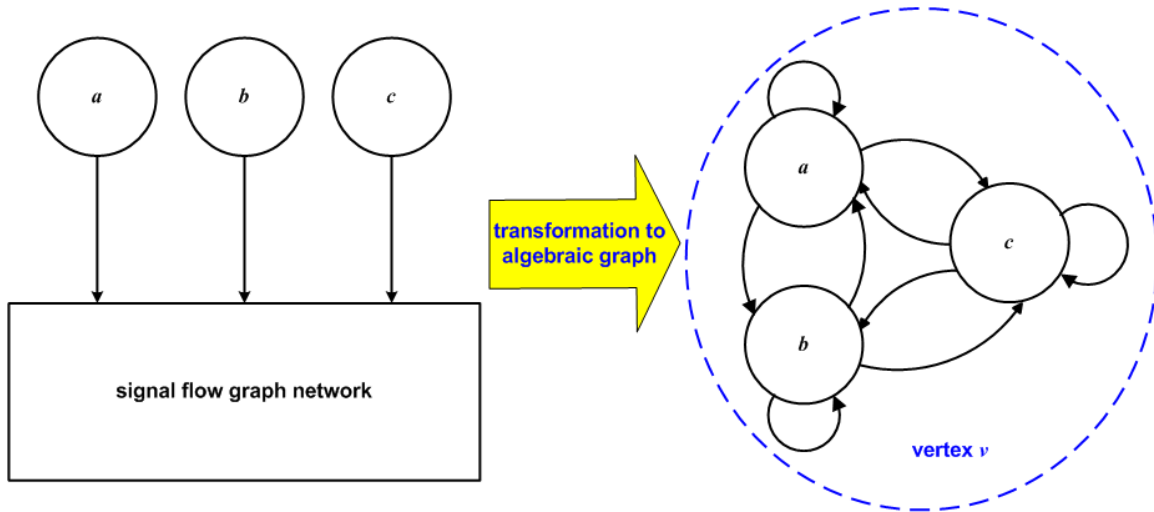 a
b
c
signal flow graph network
transformation to
algebraic graph
a
c
b
vertex v